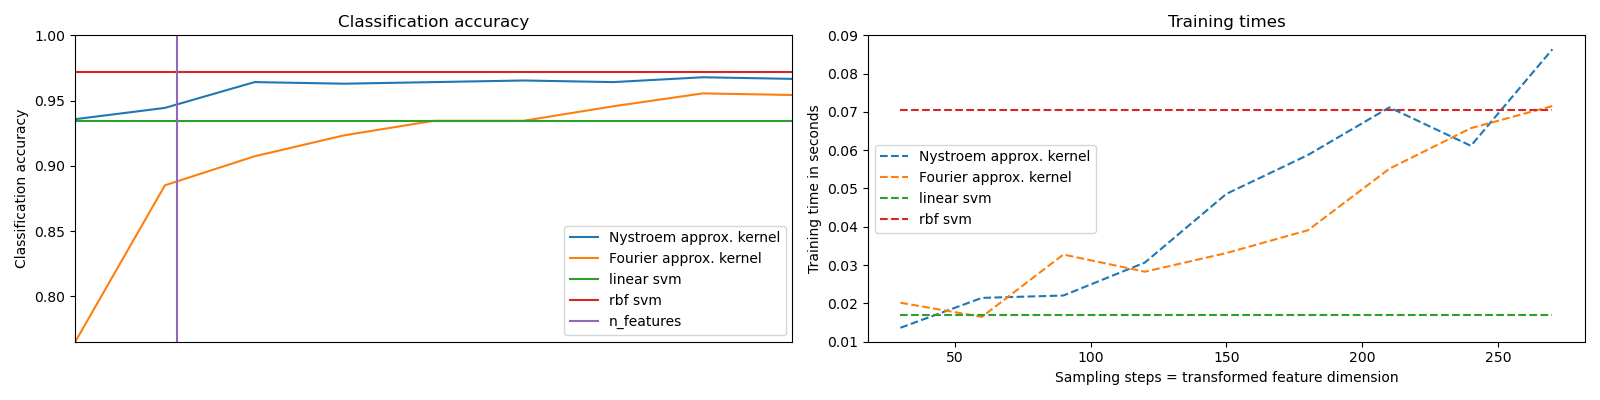 Classification accuracy
1.00
0.95
0.90
0.85
0.80
Classification accuracy
Nystroem approx. kernel
Fourier approx. kernel
linear svm
rbf svm
n_features
Training times
0.09
0.08
0.07
0.06
0.05
0.04
0.03
0.02
0.01
Training time in seconds
Nystroem approx. kernel
Fourier approx. kernel
linear svm
rbf svm
50 100 150 200 250
Sampling steps = transformed feature dimension